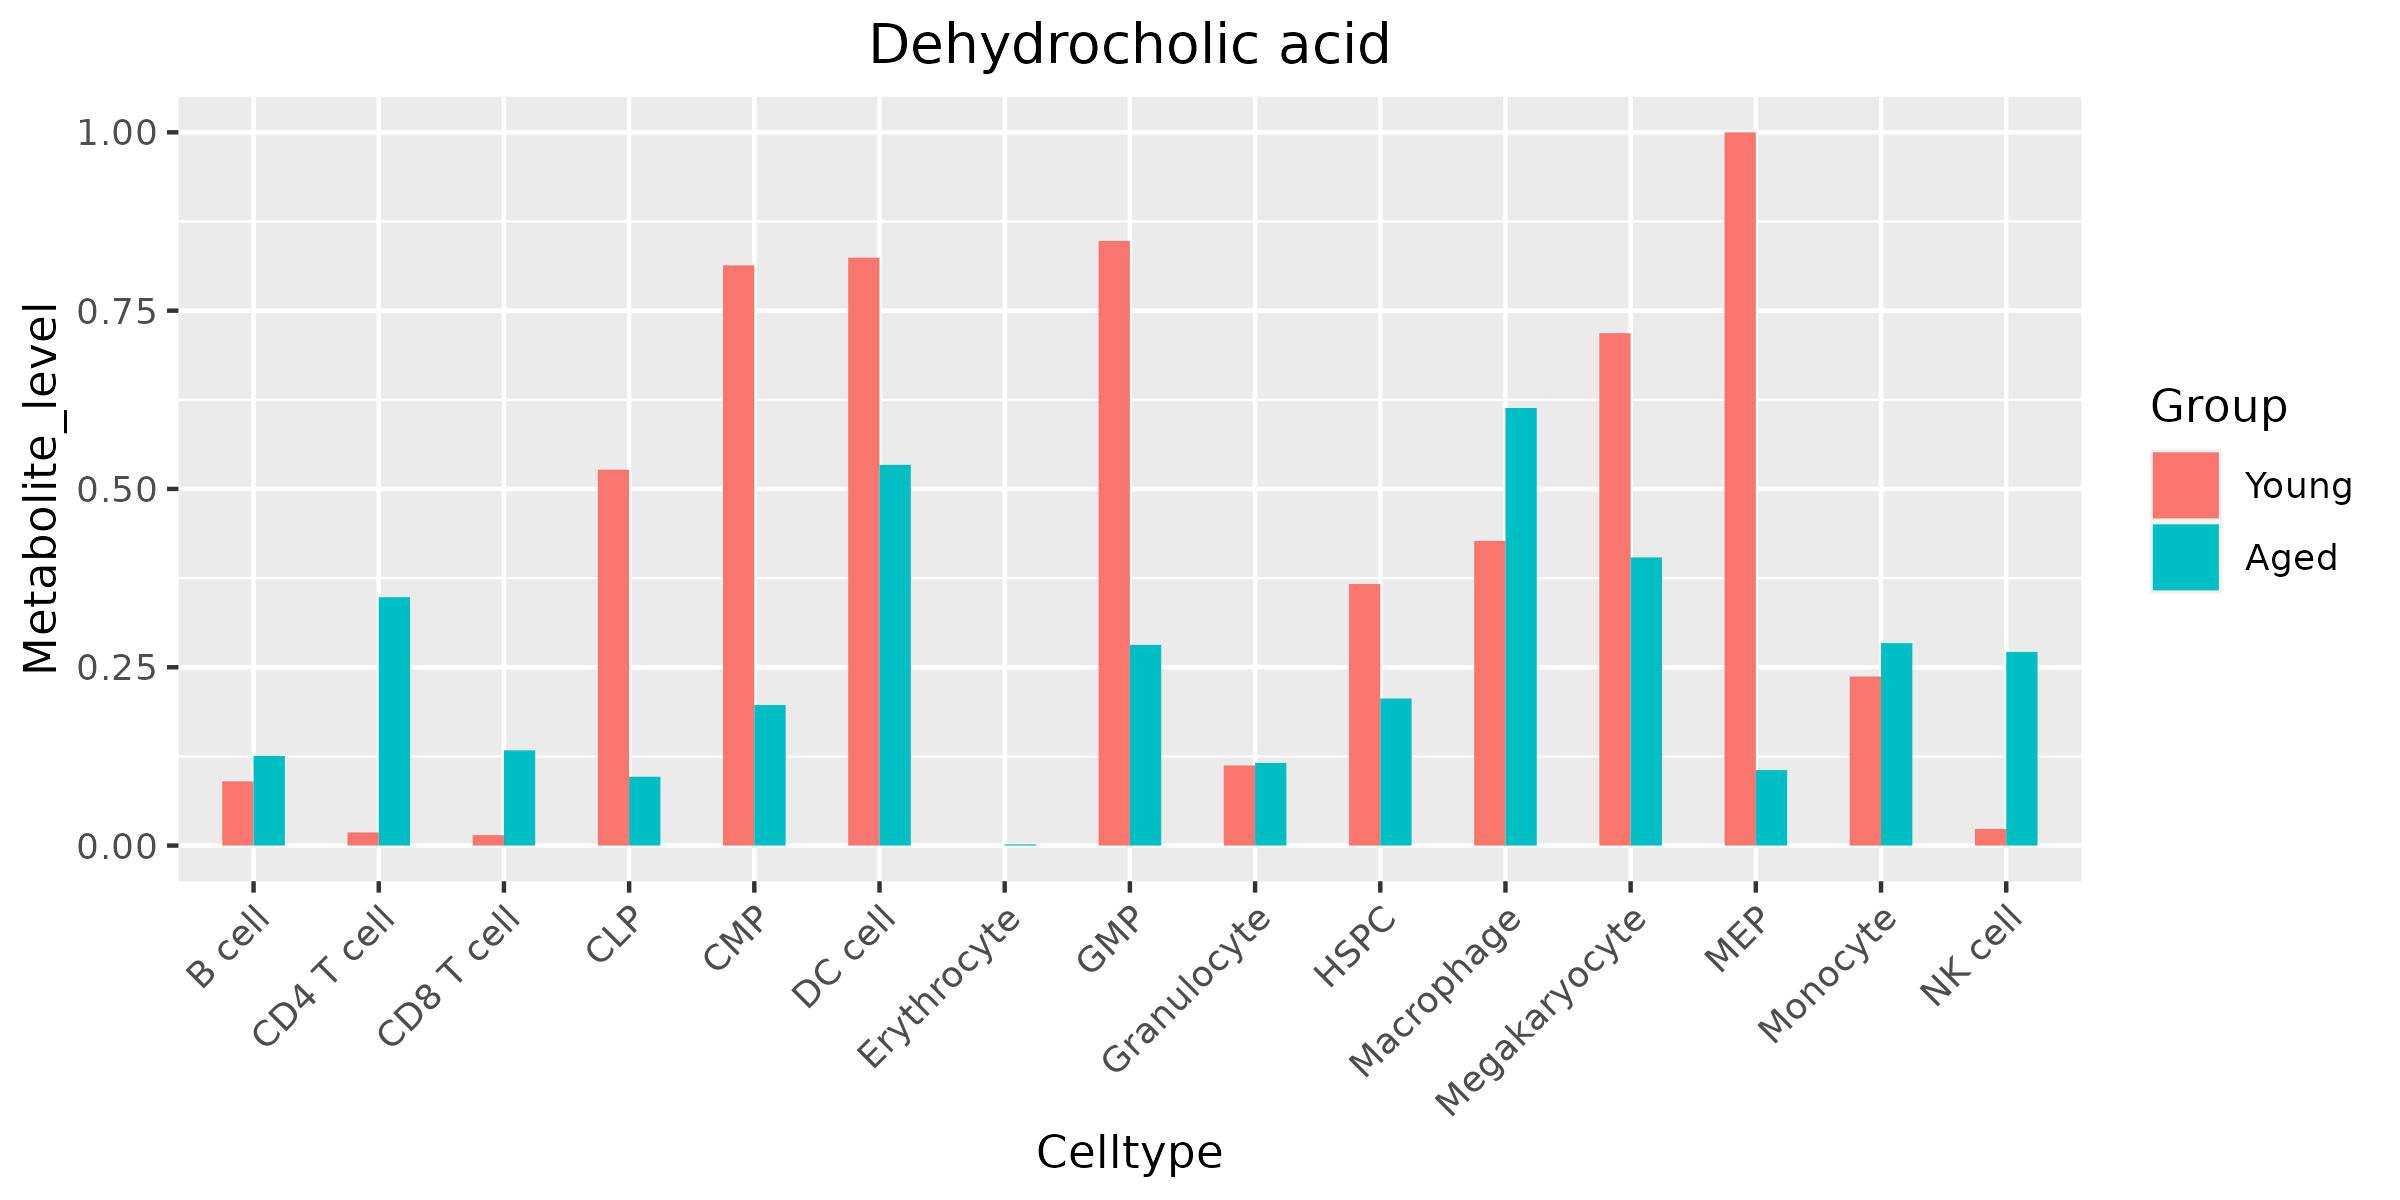 Dehydrocholic acid
Metabolite_level
1.00
0.75
0.50
0.25
0.00
B cell
CD4 T cell
CD8 T cell
CLP
CMP
DC cell
Erythrocyte
GMP
Granulocyte
HSPC
Macrophage
Megakaryocyte
MEP
Monocyte
NK cell
Celltype
Group
Young
Aged